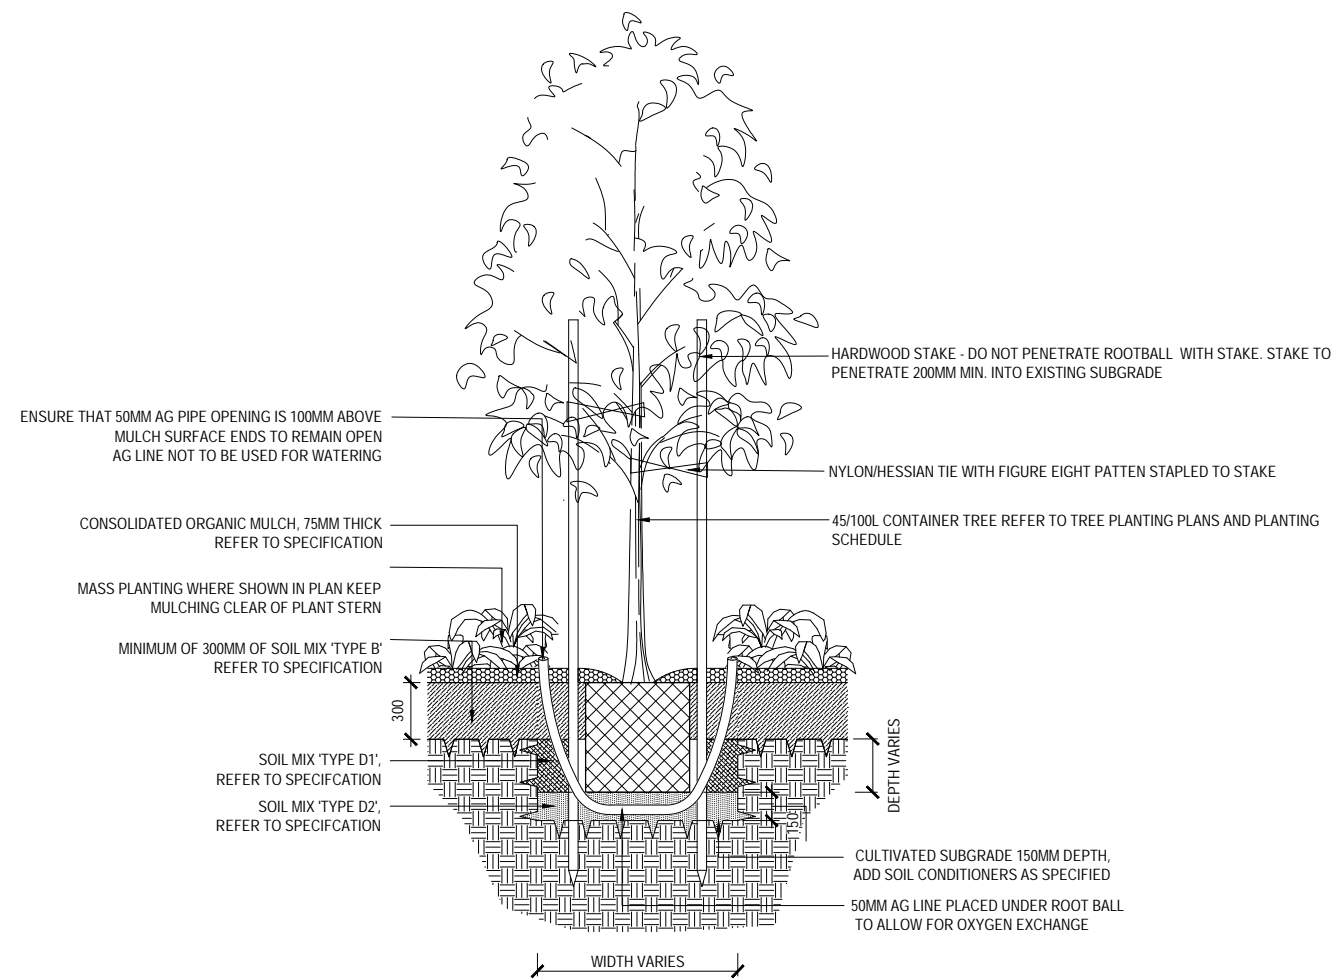 HARDWOOD STAKE - DO NOT PENETRATE ROOTBALL WITH STAKE. STAKE TO
PENETRATE 200MM MIN. INTO EXISTING SUBGRADE
ENSURE THAT 50MM AG PIPE OPENING IS 100MM ABOVE
MULCH SURFACE ENDS TO REMAIN OPEN
AG LINE NOT TO BE USED FOR WATERING
NYLON/HESSIAN TIE WITH FIGURE EIGHT PATTEN STAPLED TO STAKE
CONSOLIDATED ORGANIC MULCH, 75MM THICK
REFER TO SPECIFICATION
45/100L CONTAINER TREE REFER TO TREE PLANTING PLANS AND PLANTING
SCHEDULE
MASS PLANTING WHERE SHOWN IN PLAN KEEP
MULCHING CLEAR OF PLANT STERN
MINIMUM OF 300MM OF SOIL MIX 'TYPE B'
REFER TO SPECIFICATION
300
SOIL MIX 'TYPE D1',
REFER TO SPECIFCATION
SOIL MIX 'TYPE D2',
REFER TO SPECIFCATION
DEPTH VARIES
150
CULTIVATED SUBGRADE 150MM DEPTH,
ADD SOIL CONDITIONERS AS SPECIFIED
50MM AG LINE PLACED UNDER ROOT BALL
TO ALLOW FOR OXYGEN EXCHANGE
WIDTH VARIES